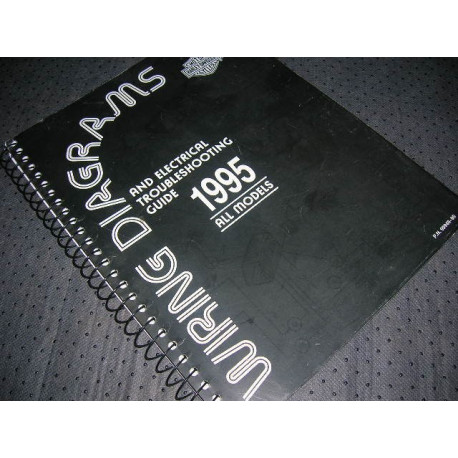 WIRING DIAGRAMS
AND ELECTRICAL
TROUBLESHOOTING
GUIDE
1995
ALL MODELS